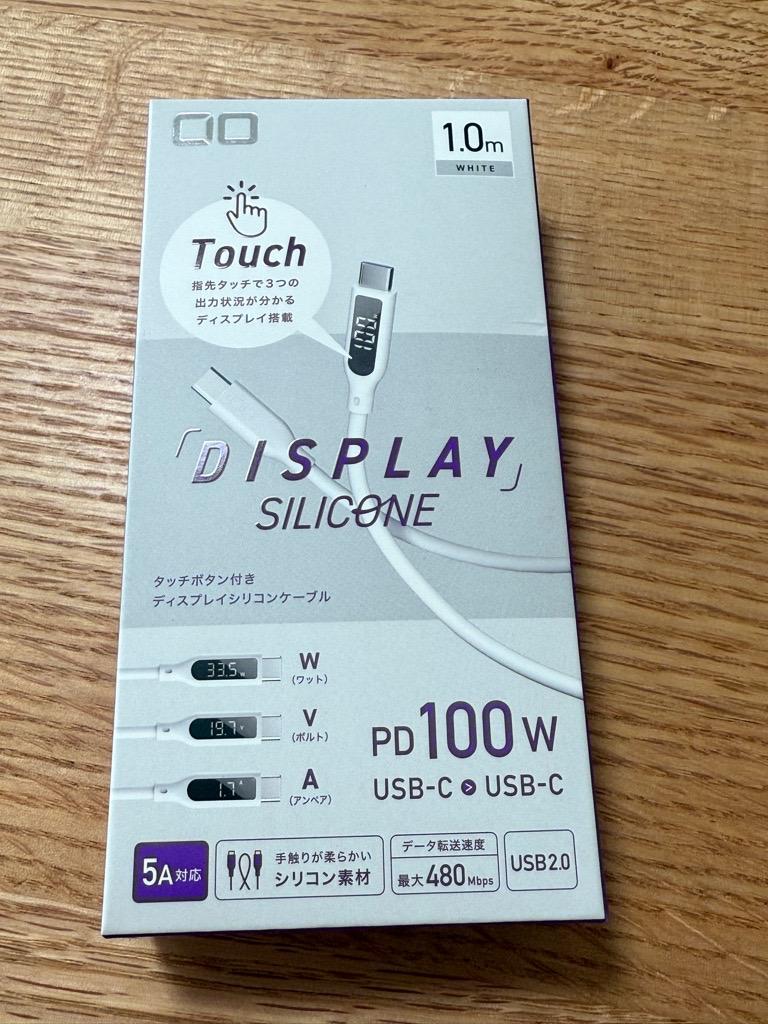 CIO
1.0m
WHITE
Touch
指先タッチで3つの
出力状況が分かる
ディスプレイ搭載
100w
「DISPLAY」
SILICONE
タッチボタン付き
ディスプレイシリコンケーブル
33.5w
W
(ワット)
19.7v
V
(ボルト)
1.7A
A
(アンペア)
PD100W
USB-C > USB-C
5A対応
手触りが柔らかい
シリコン素材
データ転送速度
最大480Mbps
USB2.0